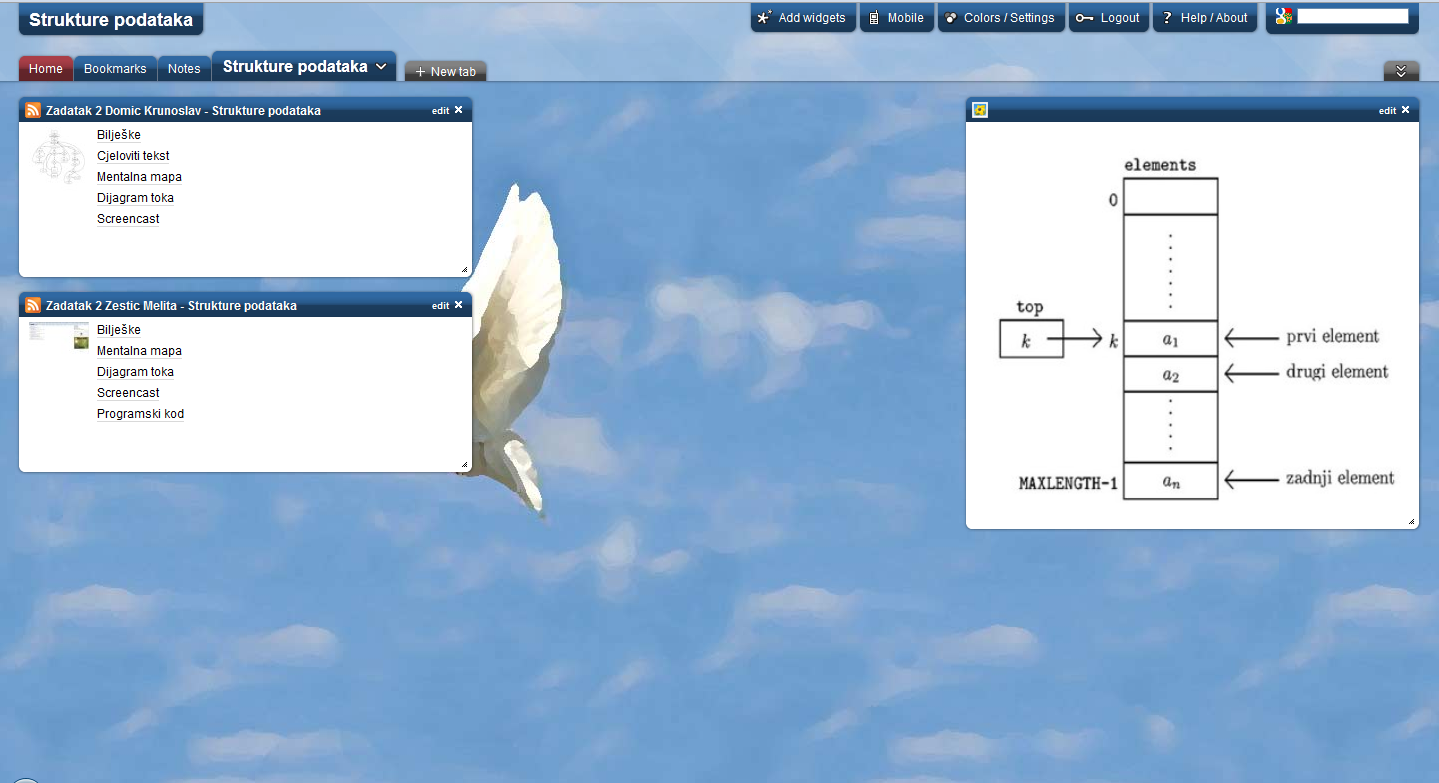 Strukture podataka
Add widgets
Mobile
Colors / Settings
Logout
? Help / About
Home
Bookmarks
Notes
Strukture podataka
+ New tab
Zadatak 2 Domic Krunoslav - Strukture podataka
edit
Bilješke
Cjeloviti tekst
Mentalna mapa
Dijagram toka
Screencast
Zadatak 2 Zestic Melita - Strukture podataka
edit
Bilješke
Mentalna mapa
Dijagram toka
Screencast
Programski kod
edit
elements
0
top
k
k
a₁
prvi element
a₂
drugi element
MAXLENGTH-1
aₙ
zadnji element